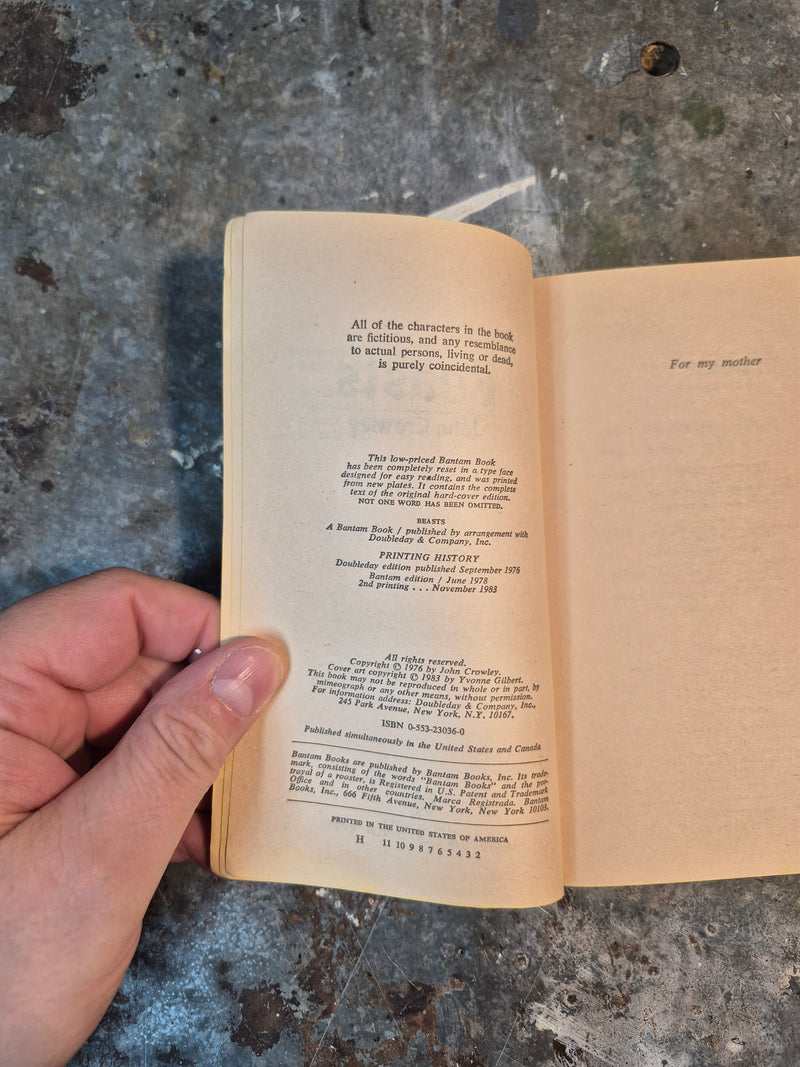 All of the characters in the book
are fictitious, and any resemblance
to actual persons, living or dead,
is purely coincidental.
This low-priced Bantam Book
has been completely reset in a type face
designed for easy reading, and was printed
from new plates. It contains the complete
text of the original hard-cover edition.
NOT ONE WORD HAS BEEN OMITTED.
BEASTS
A Bantam Book / published by arrangement with
Doubleday & Company, Inc.
PRINTING HISTORY
Doubleday edition published September 1976
Bantam edition / June 1978
2nd printing . . . November 1983
All rights reserved.
Copyright © 1976 by John Crowley.
Cover art copyright © 1983 by Yvonne Gilbert.
This book may not be reproduced in whole or in part, by
mimeograph or any other means, without permission.
For information address: Doubleday & Company, Inc.,
245 Park Avenue, New York, N.Y. 10167.
ISBN 0-553-23036-0
Published simultaneously in the United States and Canada
Bantam Books are published by Bantam Books, Inc. Its trade-
mark, consisting of the words "Bantam Books" and the por-
trayal of a rooster, is Registered in U.S. Patent and Trademark
Office and in other countries. Marca Registrada. Bantam
Books, Inc., 666 Fifth Avenue, New York, New York 10103.
PRINTED IN THE UNITED STATES OF AMERICA
H 11 10 9 8 7 6 5 4 3 2
For my mother